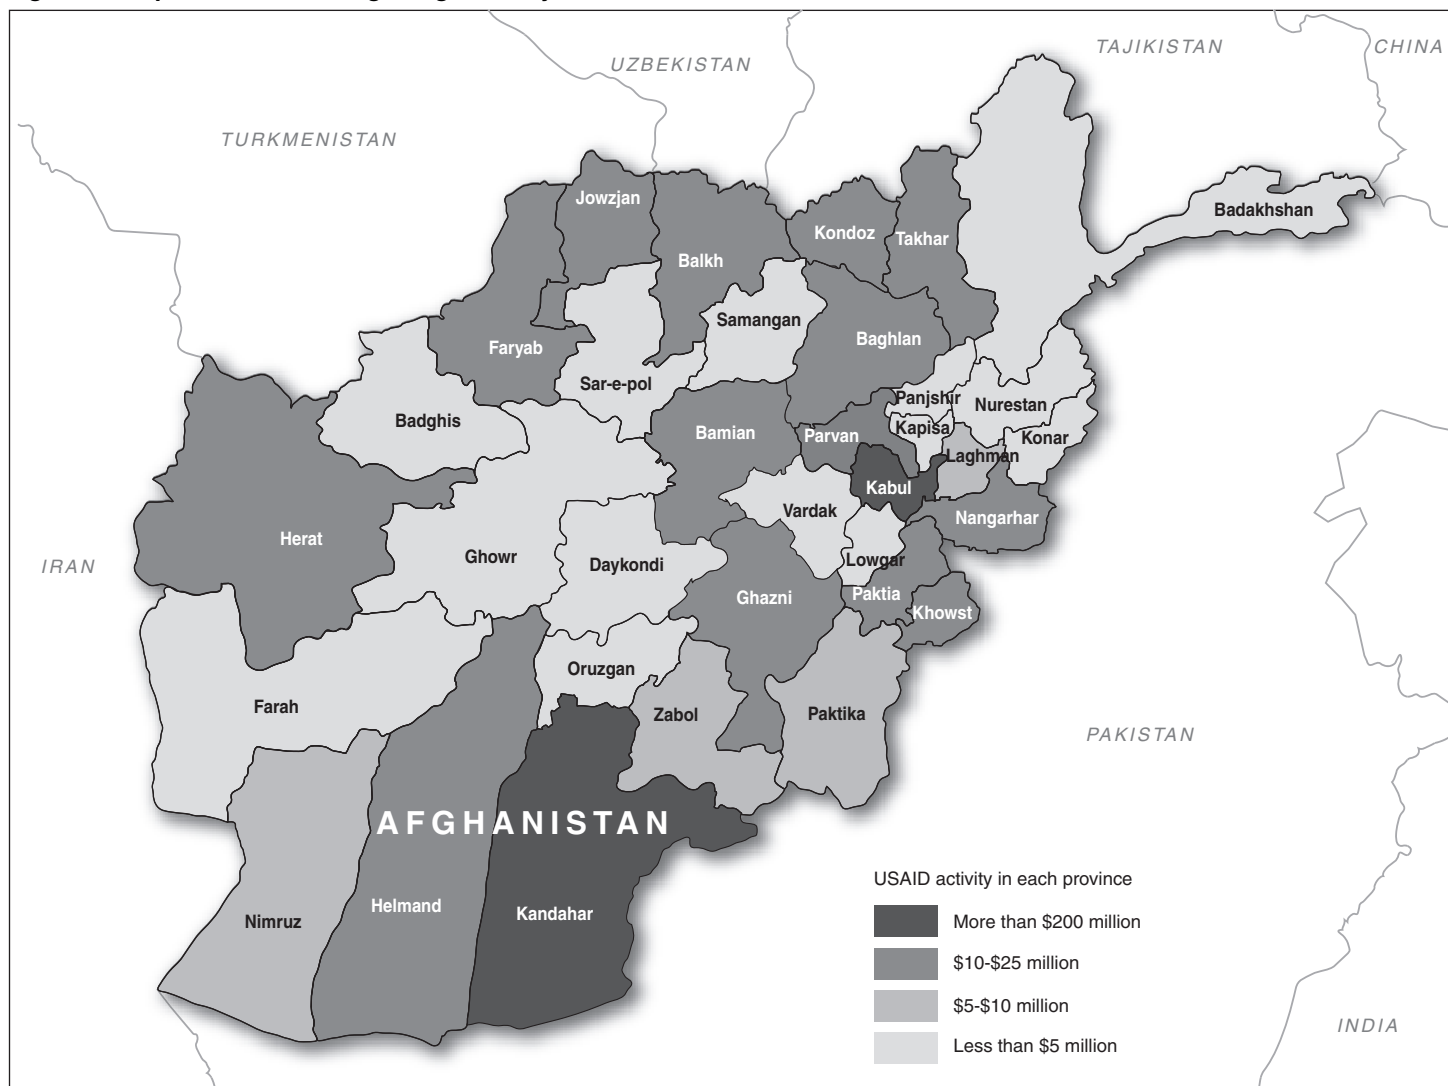 UZBEKISTAN
TAJIKISTAN
CHINA
TURKMENISTAN
Jowzjan
Badakhshan
Kondoz
Takhar
Balkh
Samangan
Baghlan
Faryab
Sar-e-pol
Panjshir
Nurestan
Badghis
Bamian
Parvan
Kapisa
Konar
Laghman
Kabul
Vardak
Nangarhar
Herat
Ghowr
Daykondi
Lowgar
IRAN
Ghazni
Paktia
Khowst
Oruzgan
Farah
Zabol
Paktika
PAKISTAN
AFGHANISTAN
Helmand
Kandahar
Nimruz
USAID activity in each province
More than $200 million
$10-$25 million
$5-$10 million
Less than $5 million
INDIA